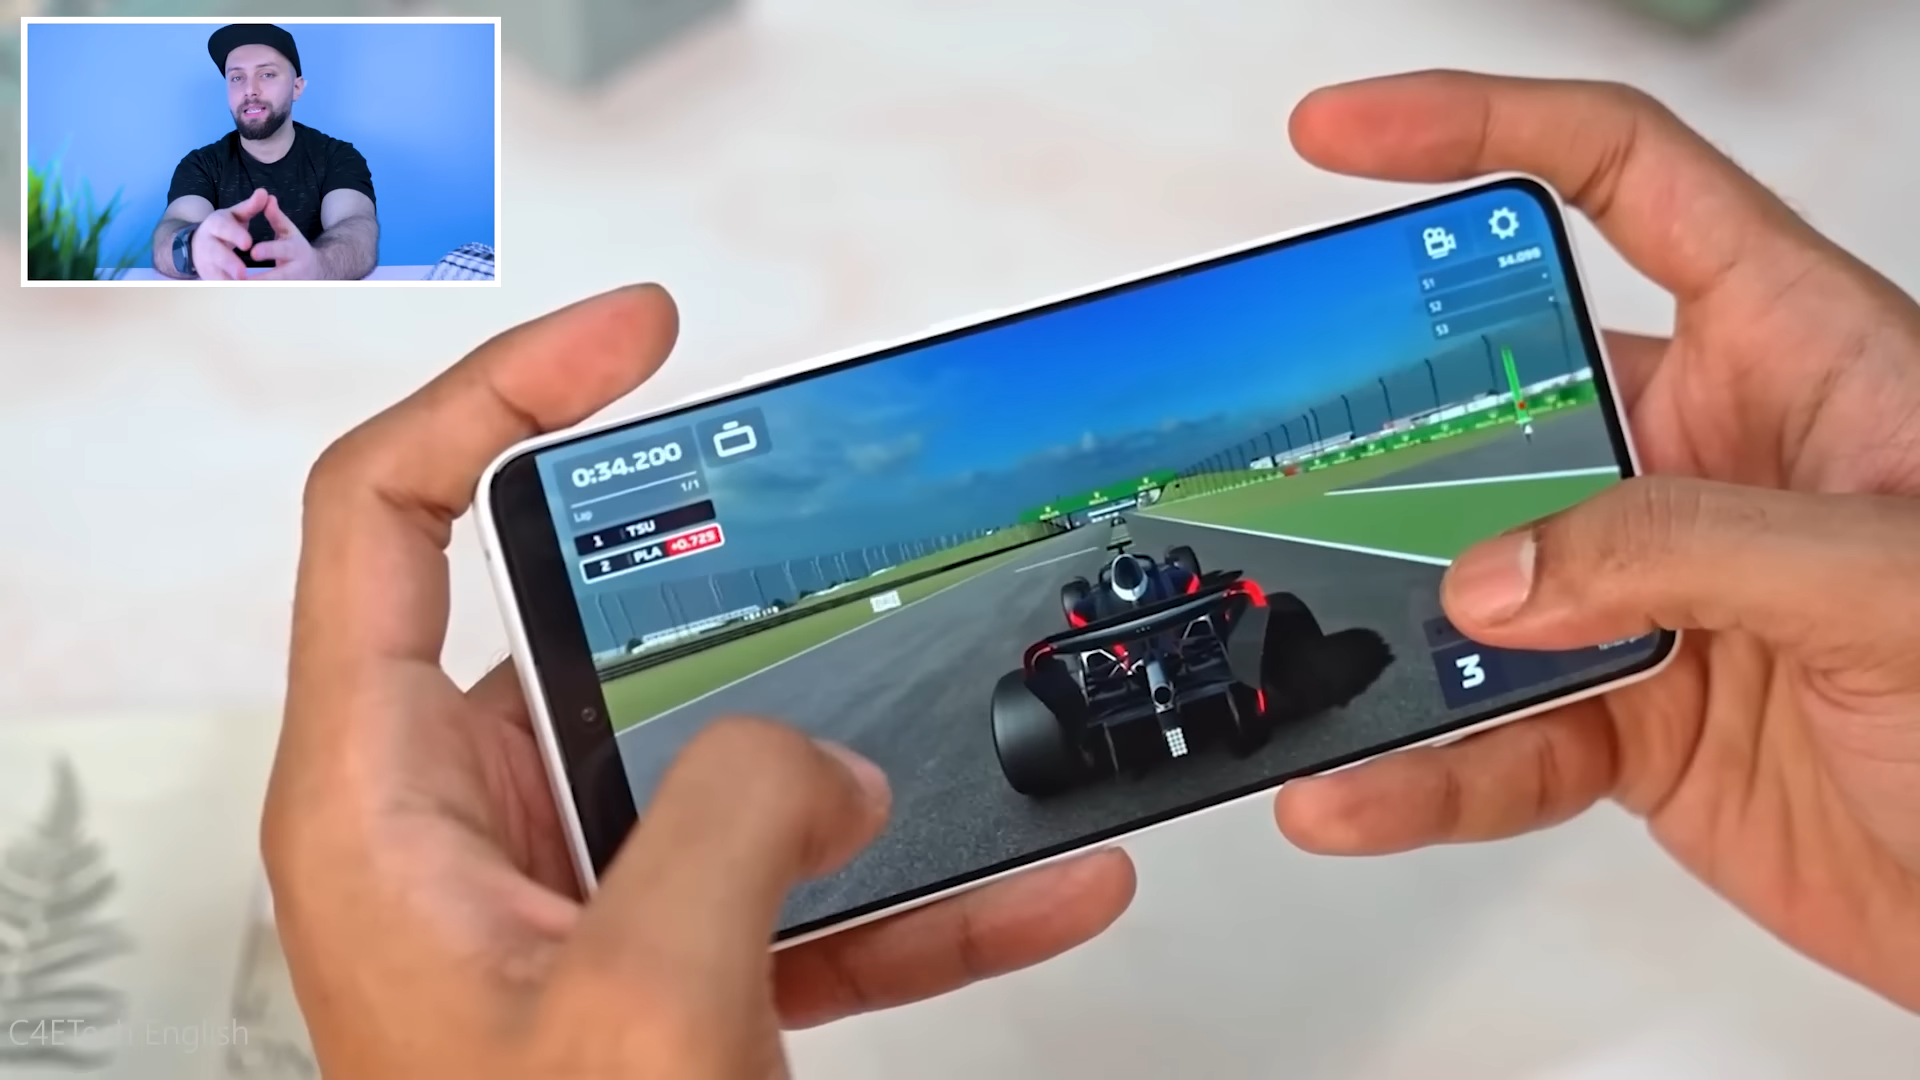 0:34.200
1/1
Lap
1 TSU
2 PLA +0.725
34.099
S1
S2
S3
3
C4ETech English